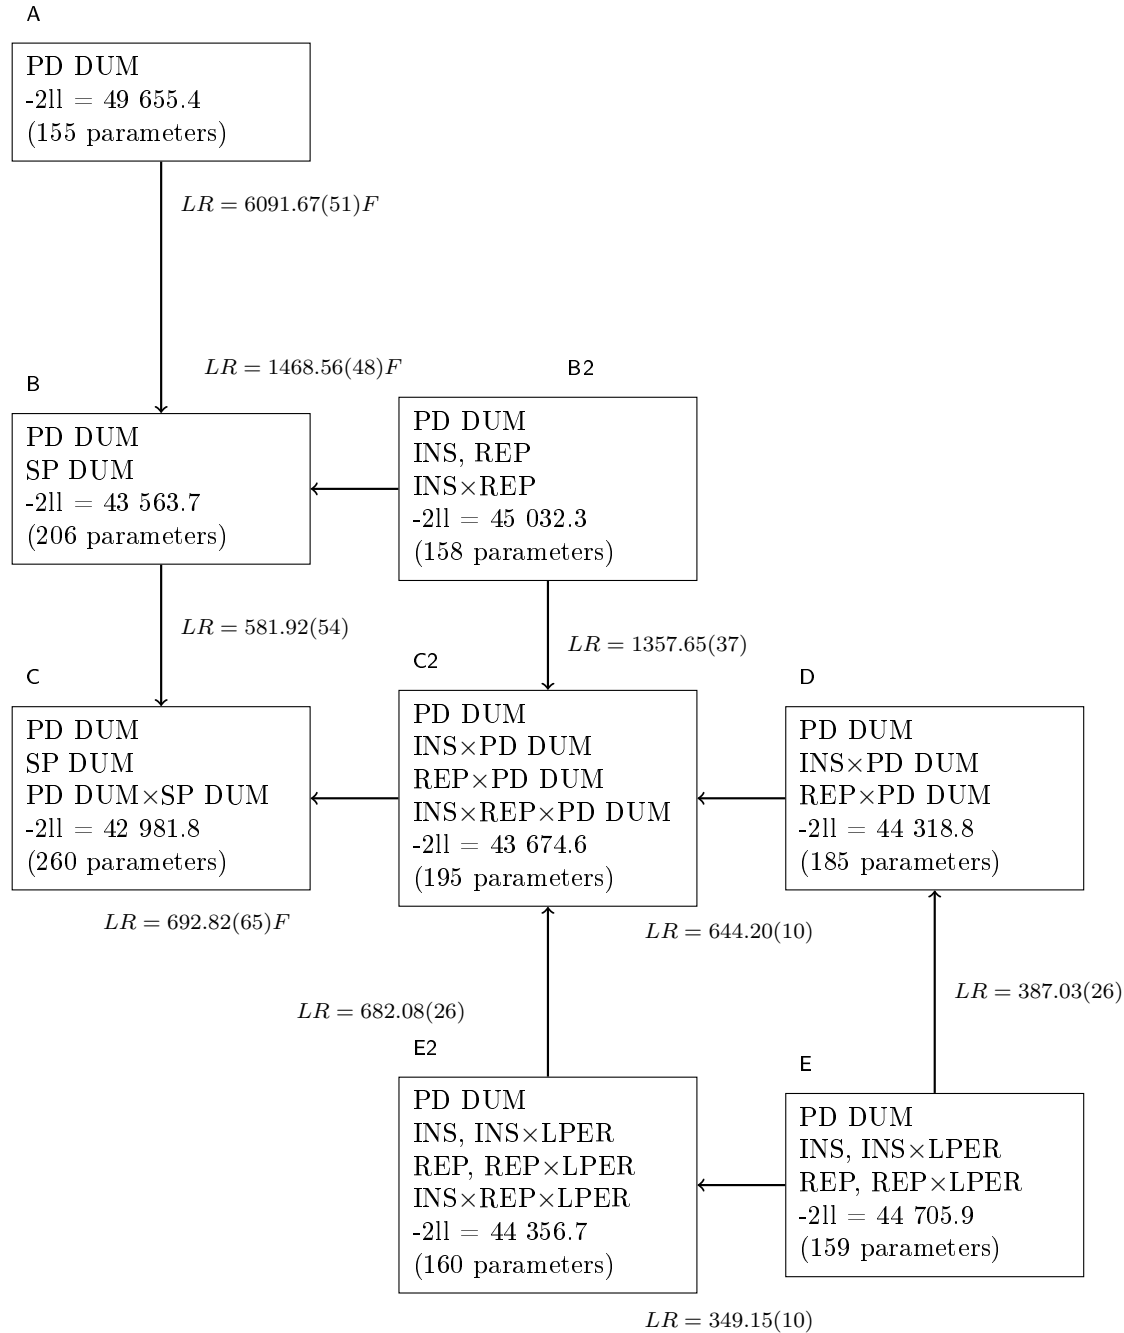 A
PD DUM
-2ll = 49 655.4
(155 parameters)
LR = 6091.67(51)F
LR = 1468.56(48)F
B
PD DUM
SP DUM
-2ll = 43 563.7
(206 parameters)
B2
PD DUM
INS, REP
INS×REP
-2ll = 45 032.3
(158 parameters)
LR = 581.92(54)
LR = 1357.65(37)
C
PD DUM
SP DUM
PD DUM×SP DUM
-2ll = 42 981.8
(260 parameters)
C2
PD DUM
INS×PD DUM
REP×PD DUM
INS×REP×PD DUM
-2ll = 43 674.6
(195 parameters)
D
PD DUM
INS×PD DUM
REP×PD DUM
-2ll = 44 318.8
(185 parameters)
LR = 692.82(65)F
LR = 644.20(10)
LR = 682.08(26)
LR = 387.03(26)
E2
PD DUM
INS, INS×LPER
REP, REP×LPER
INS×REP×LPER
-2ll = 44 356.7
(160 parameters)
E
PD DUM
INS, INS×LPER
REP, REP×LPER
-2ll = 44 705.9
(159 parameters)
LR = 349.15(10)